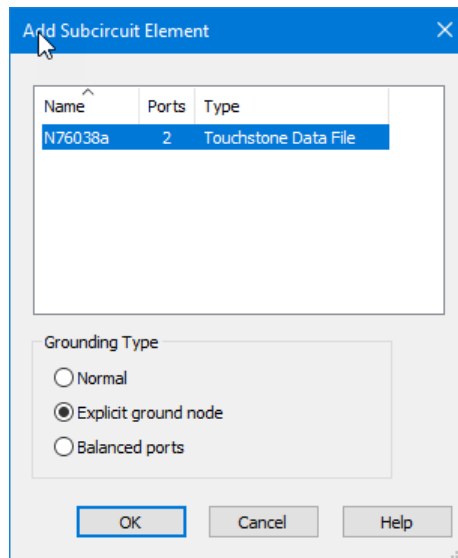 Add Subcircuit Element
Name Ports Type
N76038a 2 Touchstone Data File
Grounding Type
Normal
Explicit ground node
Balanced ports
OK Cancel Help